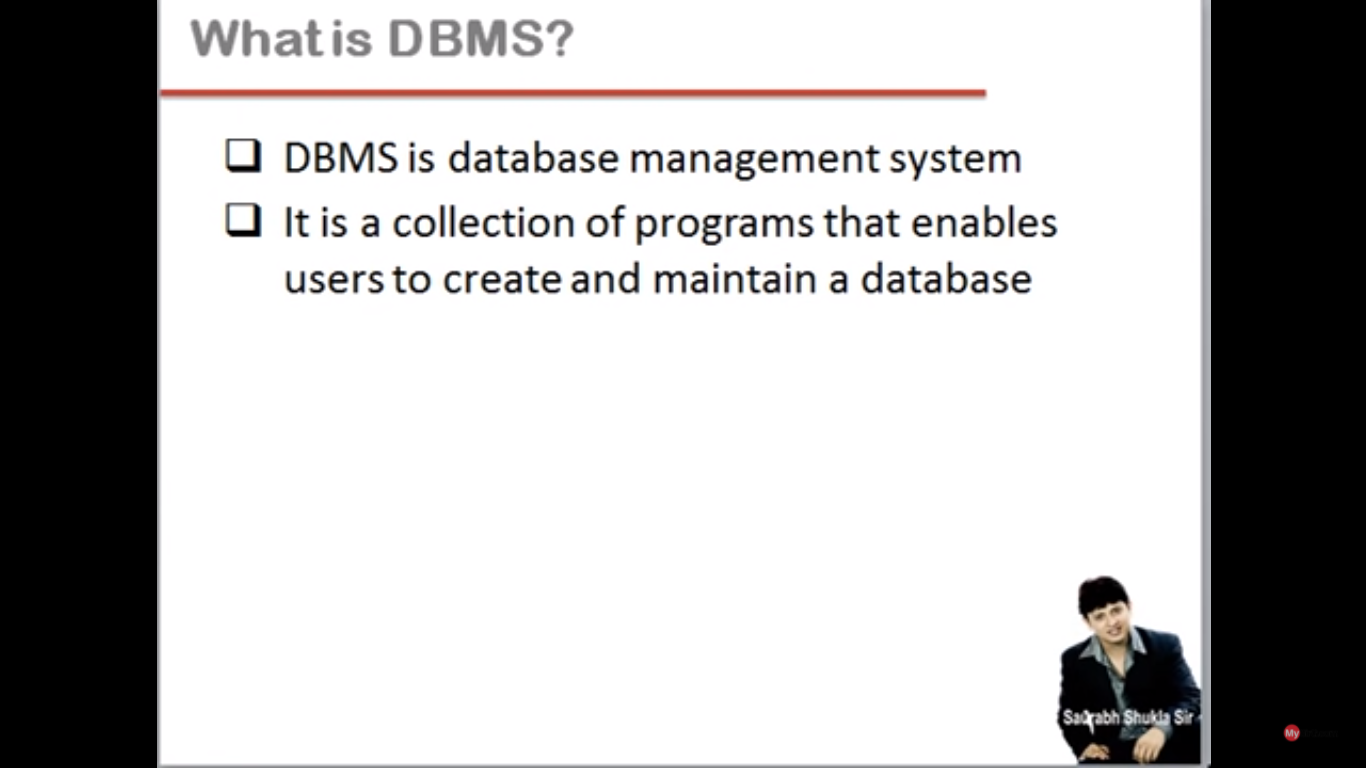 What is DBMS?
DBMS is database management system
It is a collection of programs that enables
users to create and maintain a database
Saurabh Shukla Sir
My